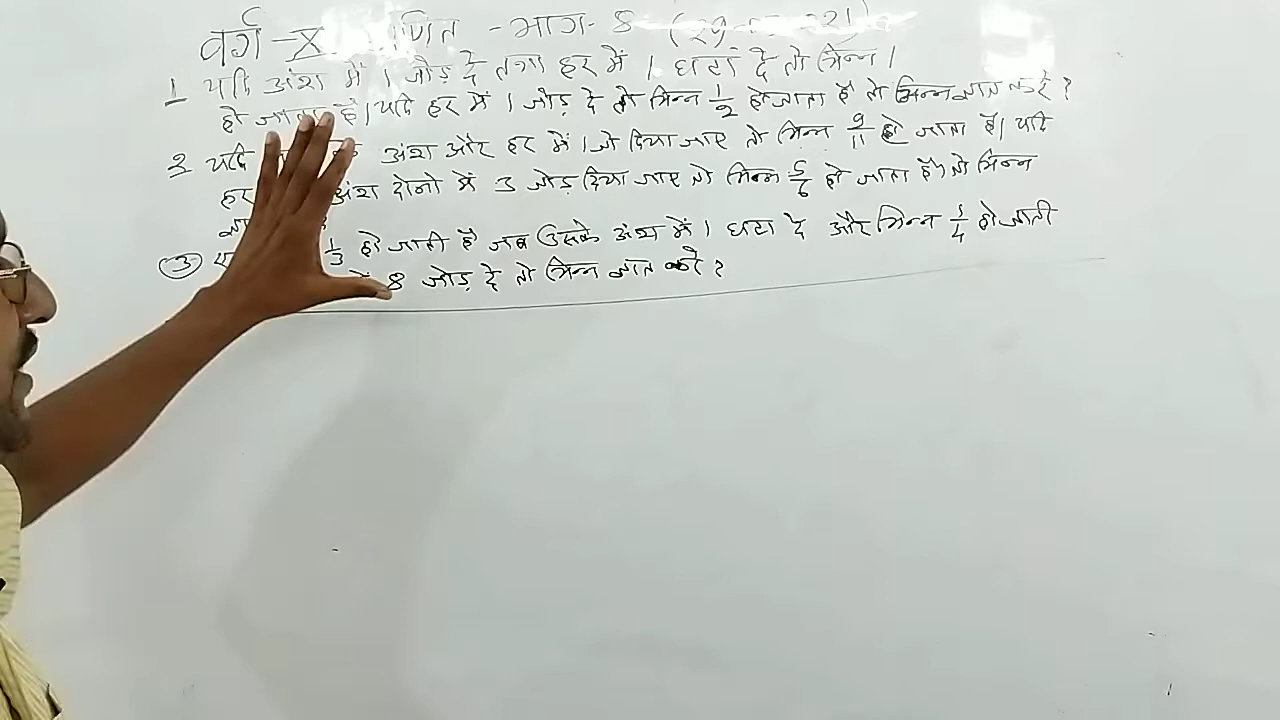 वर्ग - X गणित - भाग - 8 (29
1 यदि अंश में 1 जोड़ दे तथा हर में 1 घटा दे तो भिन्न 1
हो जाता है। यदि हर में 1 जोड़ दे तो भिन्न 1/2 हो जाता है तो भिन्न ज्ञात करे ?
2 यदि अंश और हर में दिया जाए तो भिन्न 9/11 हो जाता है। यदि
हर अंश दोनो में 3 जोड़ दिया जाए तो भिन्न 5/6 हो जाता है, तो भिन्न
3 1/3 हो जाती है जब उसके अंश में 1 घटा दे और भिन्न 1/4 हो जाती
8 जोड़ दे तो भिन्न ज्ञात करे ?